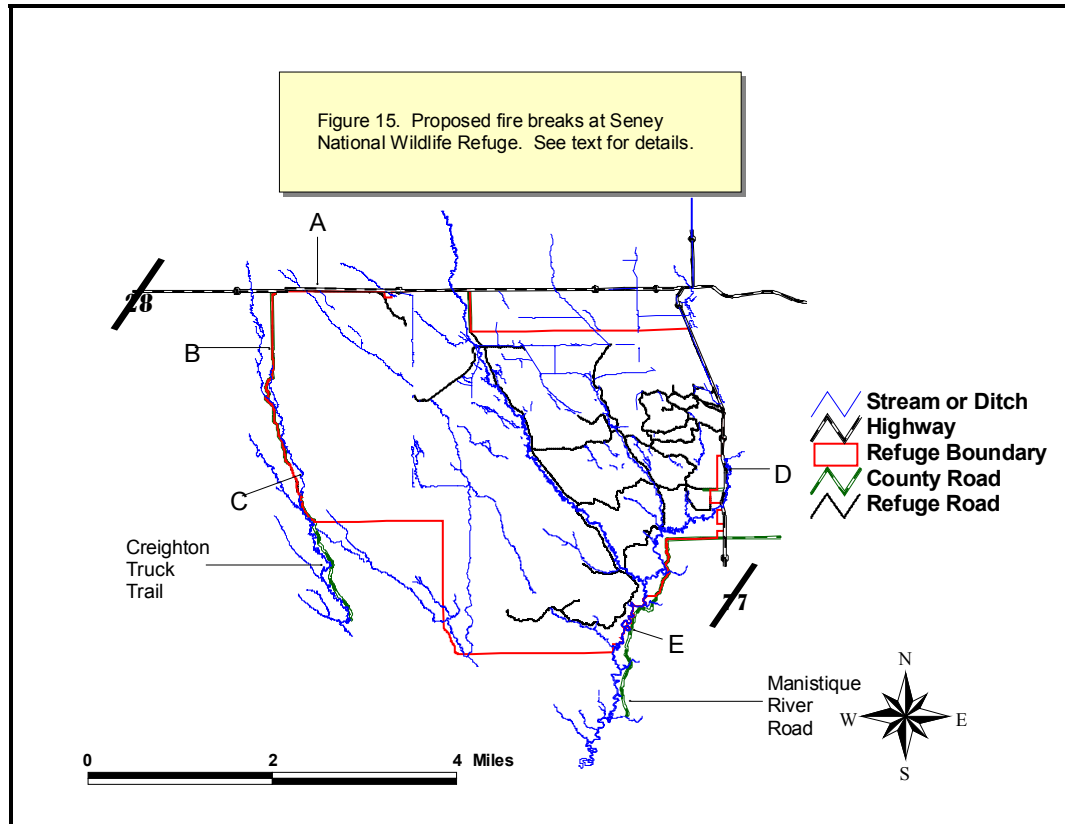 Figure 15. Proposed fire breaks at Seney
National Wildlife Refuge. See text for details.
A
28
B
C
D
E
Creighton
Truck
Trail
77
Manistique
River
Road
Stream or Ditch
Highway
Refuge Boundary
County Road
Refuge Road
N
W E
S
0 2 4 Miles